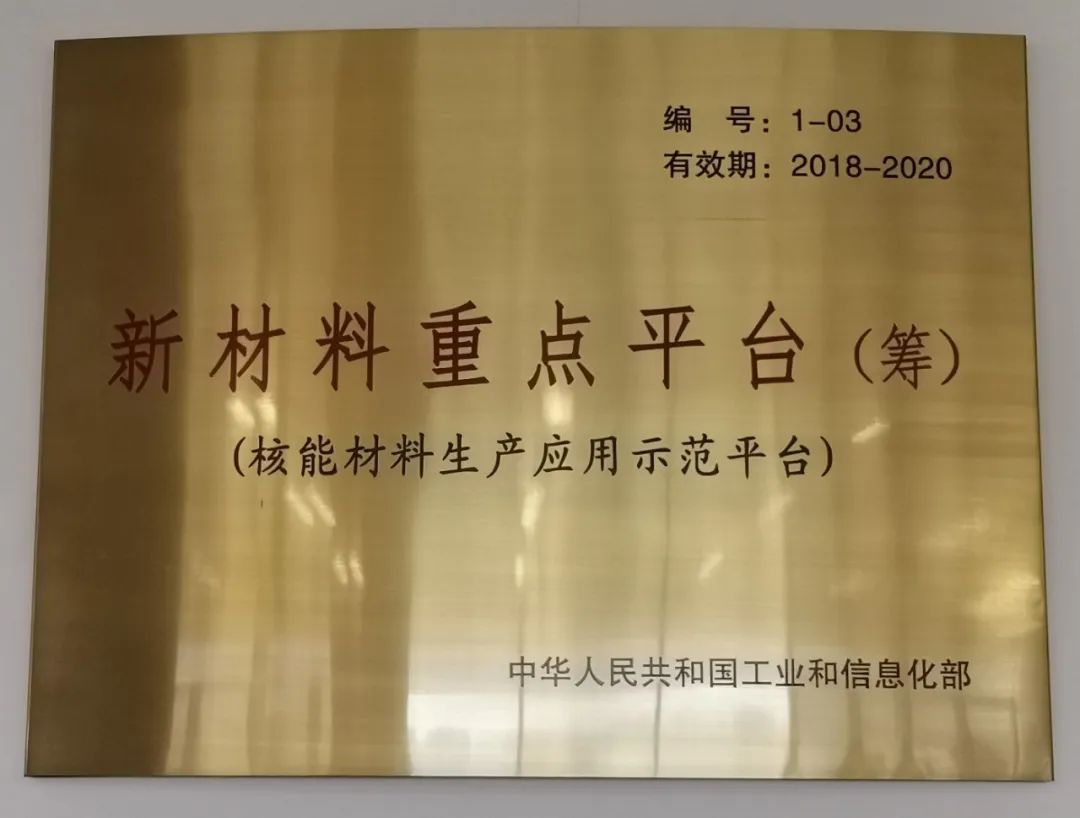 编 号：1-03
有效期：2018-2020
新材料重点平台（筹）
（核能材料生产应用示范平台）
中华人民共和国工业和信息化部